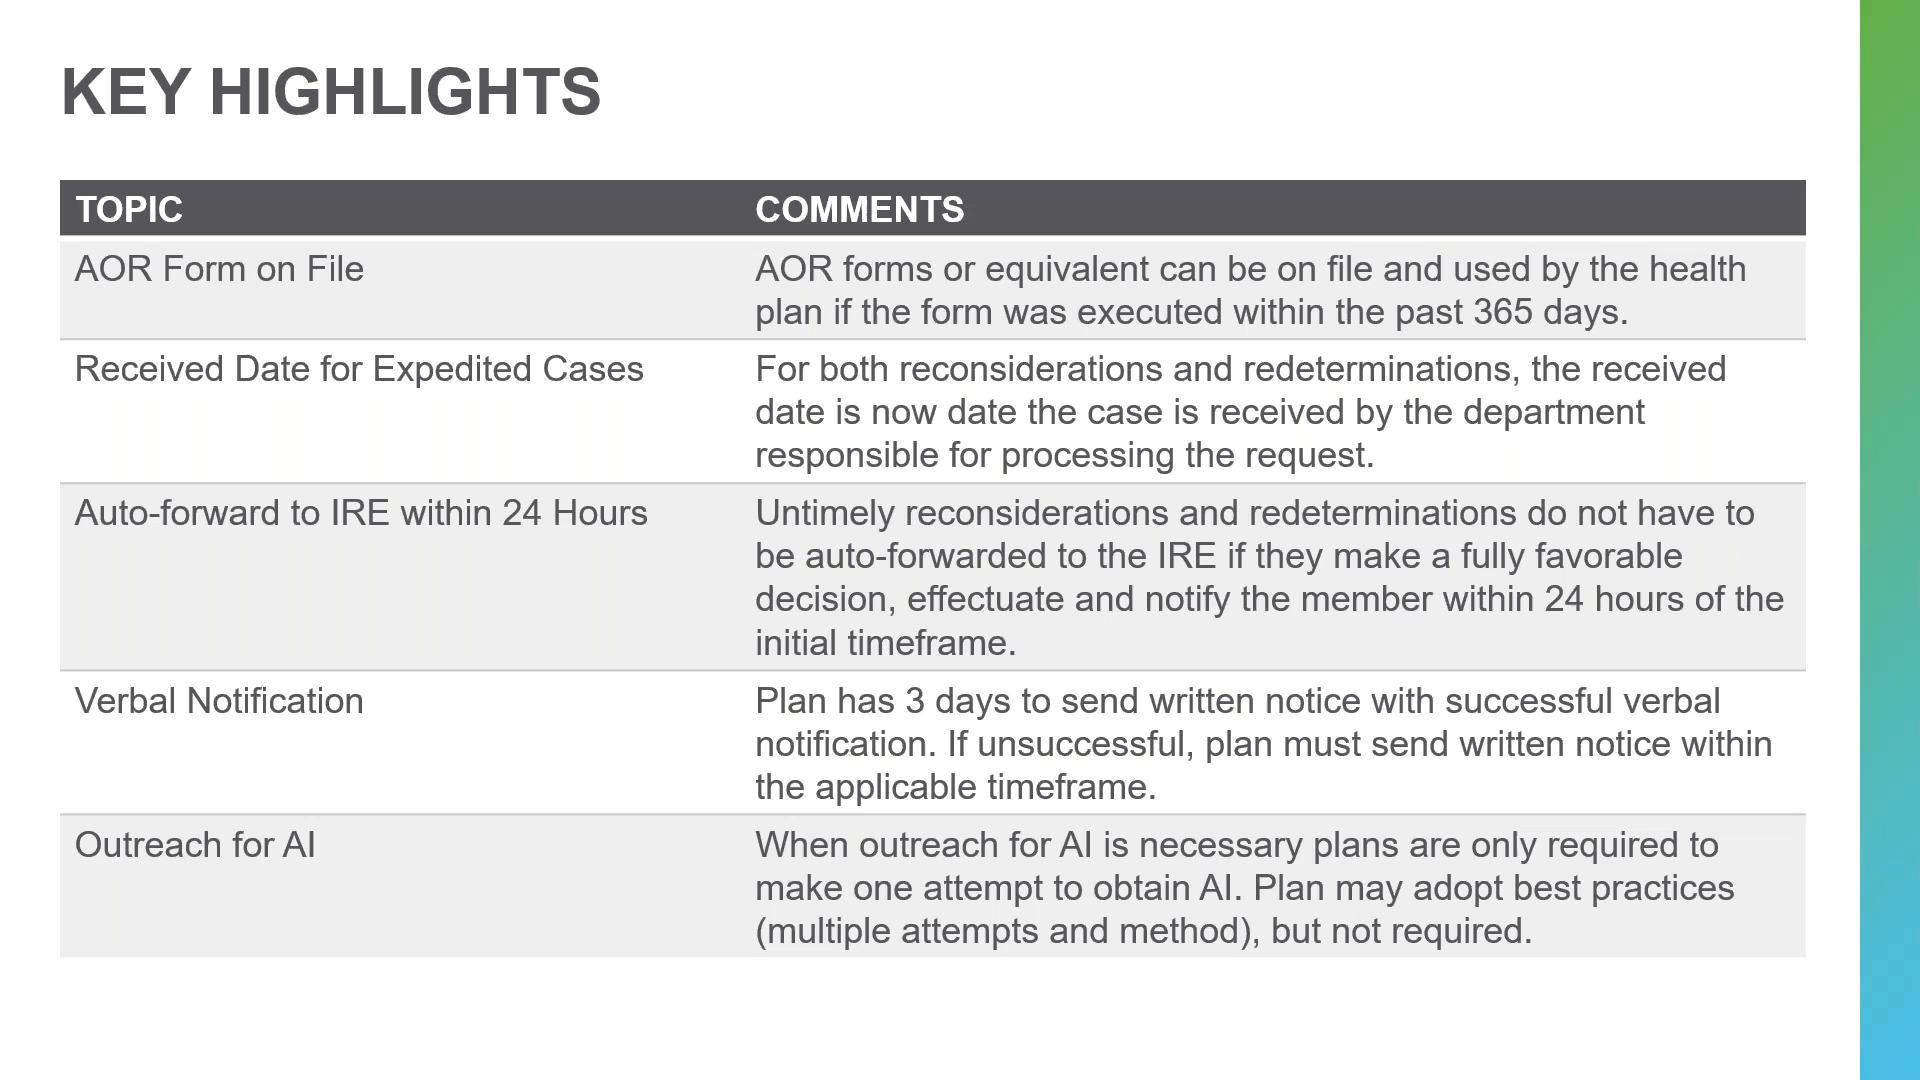 KEY HIGHLIGHTS
TOPIC
COMMENTS
AOR Form on File
AOR forms or equivalent can be on file and used by the health
plan if the form was executed within the past 365 days.
Received Date for Expedited Cases
For both reconsiderations and redeterminations, the received
date is now date the case is received by the department
responsible for processing the request.
Auto-forward to IRE within 24 Hours
Untimely reconsiderations and redeterminations do not have to
be auto-forwarded to the IRE if they make a fully favorable
decision, effectuate and notify the member within 24 hours of the
initial timeframe.
Verbal Notification
Plan has 3 days to send written notice with successful verbal
notification. If unsuccessful, plan must send written notice within
the applicable timeframe.
Outreach for AI
When outreach for AI is necessary plans are only required to
make one attempt to obtain AI. Plan may adopt best practices
(multiple attempts and method), but not required.